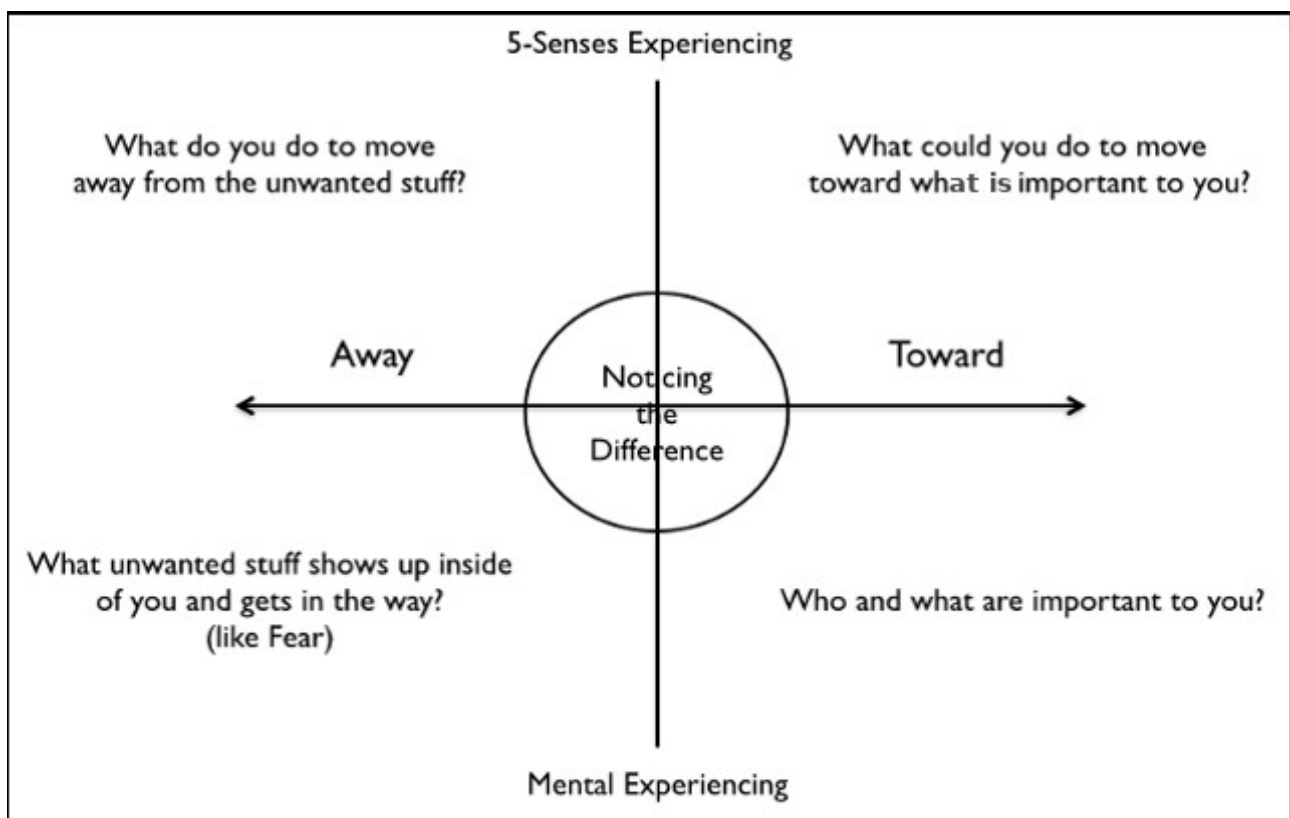 5-Senses Experiencing
What do you do to move
away from the unwanted stuff?
What could you do to move
toward what is important to you?
Away
Toward
Noticing
the
Difference
What unwanted stuff shows up inside
of you and gets in the way?
(like Fear)
Who and what are important to you?
Mental Experiencing